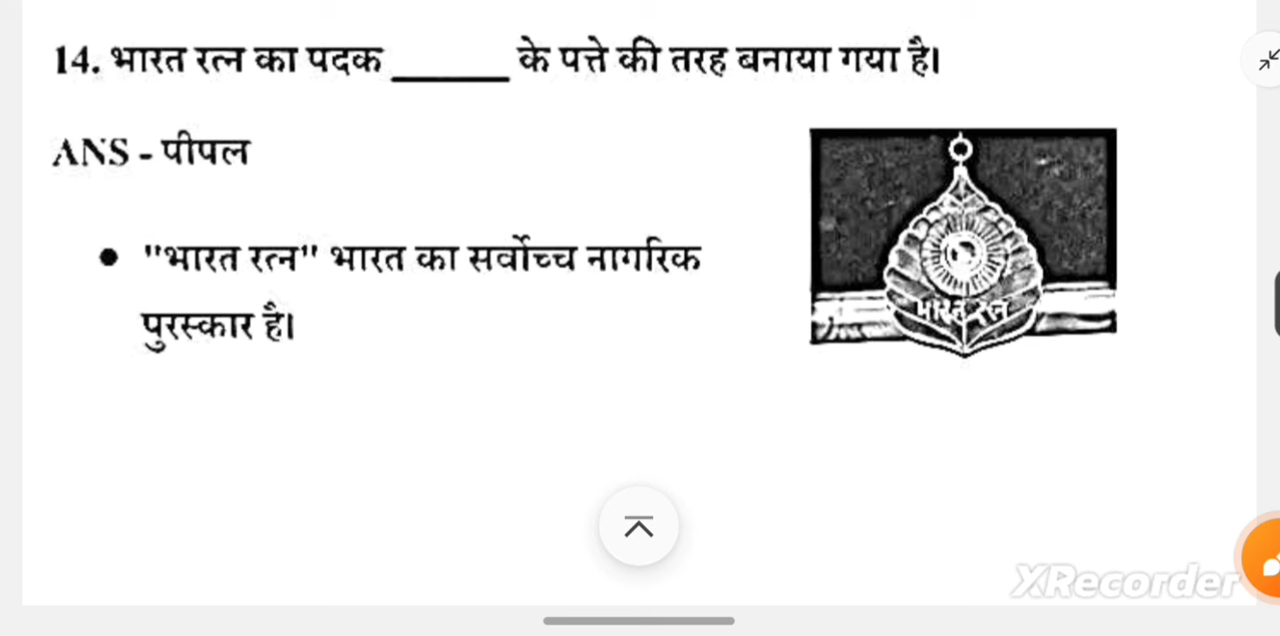 14. भारत रत्न का पदक ______ के पत्ते की तरह बनाया गया है।
ANS - पीपल
● "भारत रत्न" भारत का सर्वोच्च नागरिक
पुरस्कार है।
भारत रत्न
XRecorder